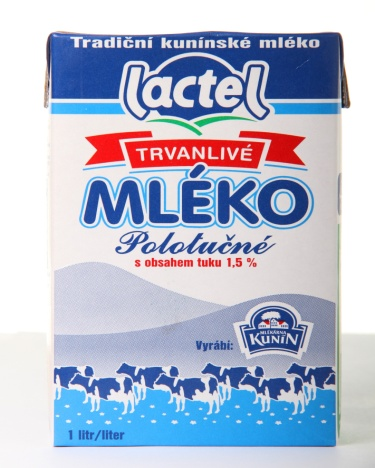 Tradiční kunínské mléko
lactel
TRVANLIVÉ
MLÉKO
Polotučné
s obsahem tuku 1,5 %
Vyrábí:
MLÉKÁRNA
KUNÍN
1 litr/liter